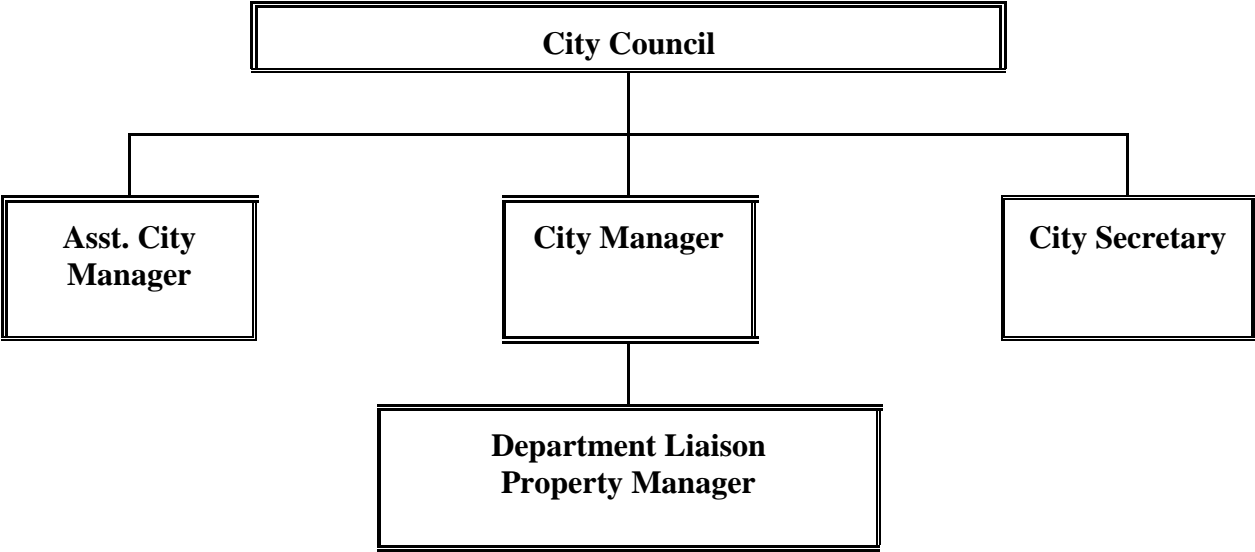 City Council
Asst. City
Manager
City Manager
City Secretary
Department Liaison
Property Manager